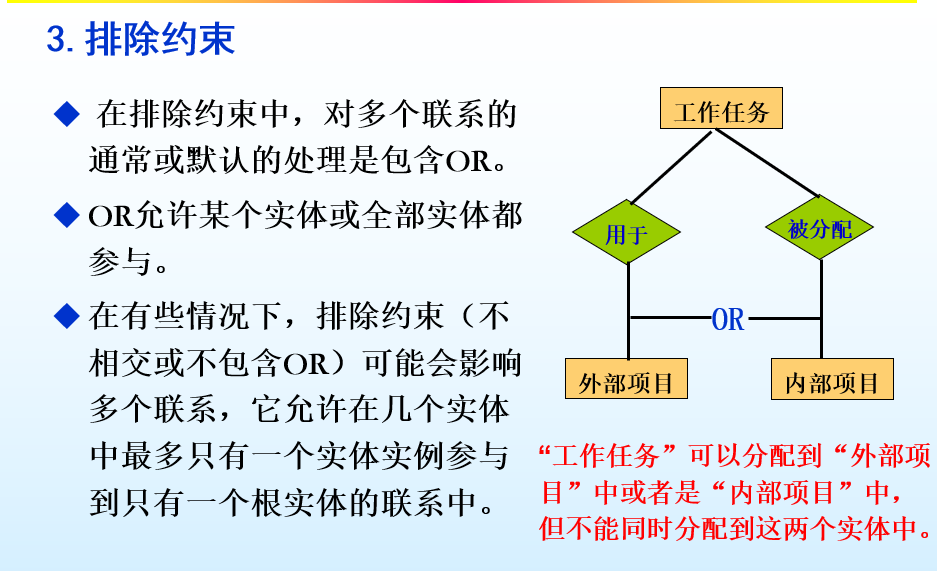 3. 排除约束
◆ 在排除约束中，对多个联系的
通常或默认的处理是包含OR。
◆ OR允许某个实体或全部实体都
参与。
◆ 在有些情况下，排除约束（不
相交或不包含OR）可能会影响
多个联系，它允许在几个实体
中最多只有一个实体实例参与
到只有一个根实体的联系中。
工作任务
用于
被分配
OR
外部项目
内部项目
“工作任务”可以分配到“外部项
目”中或者是“内部项目”中，
但不能同时分配到这两个实体中。